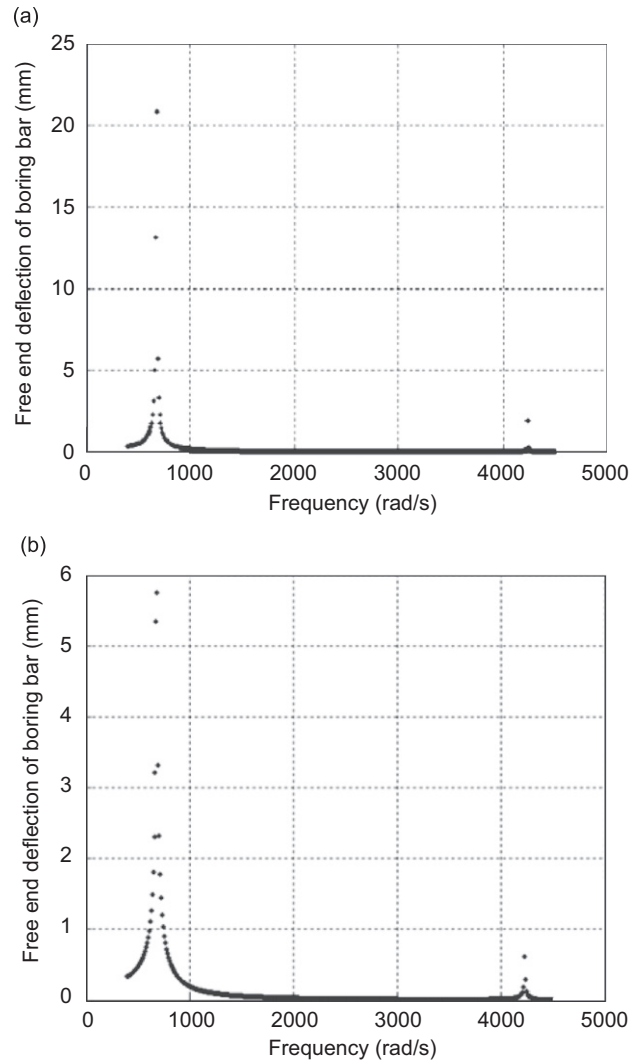 (a)
Free end deflection of boring bar (mm)
25
20
15
10
5
0
0 1000 2000 3000 4000 5000
Frequency (rad/s)
(b)
Free end deflection of boring bar (mm)
6
5
4
3
2
1
0
0 1000 2000 3000 4000 5000
Frequency (rad/s)